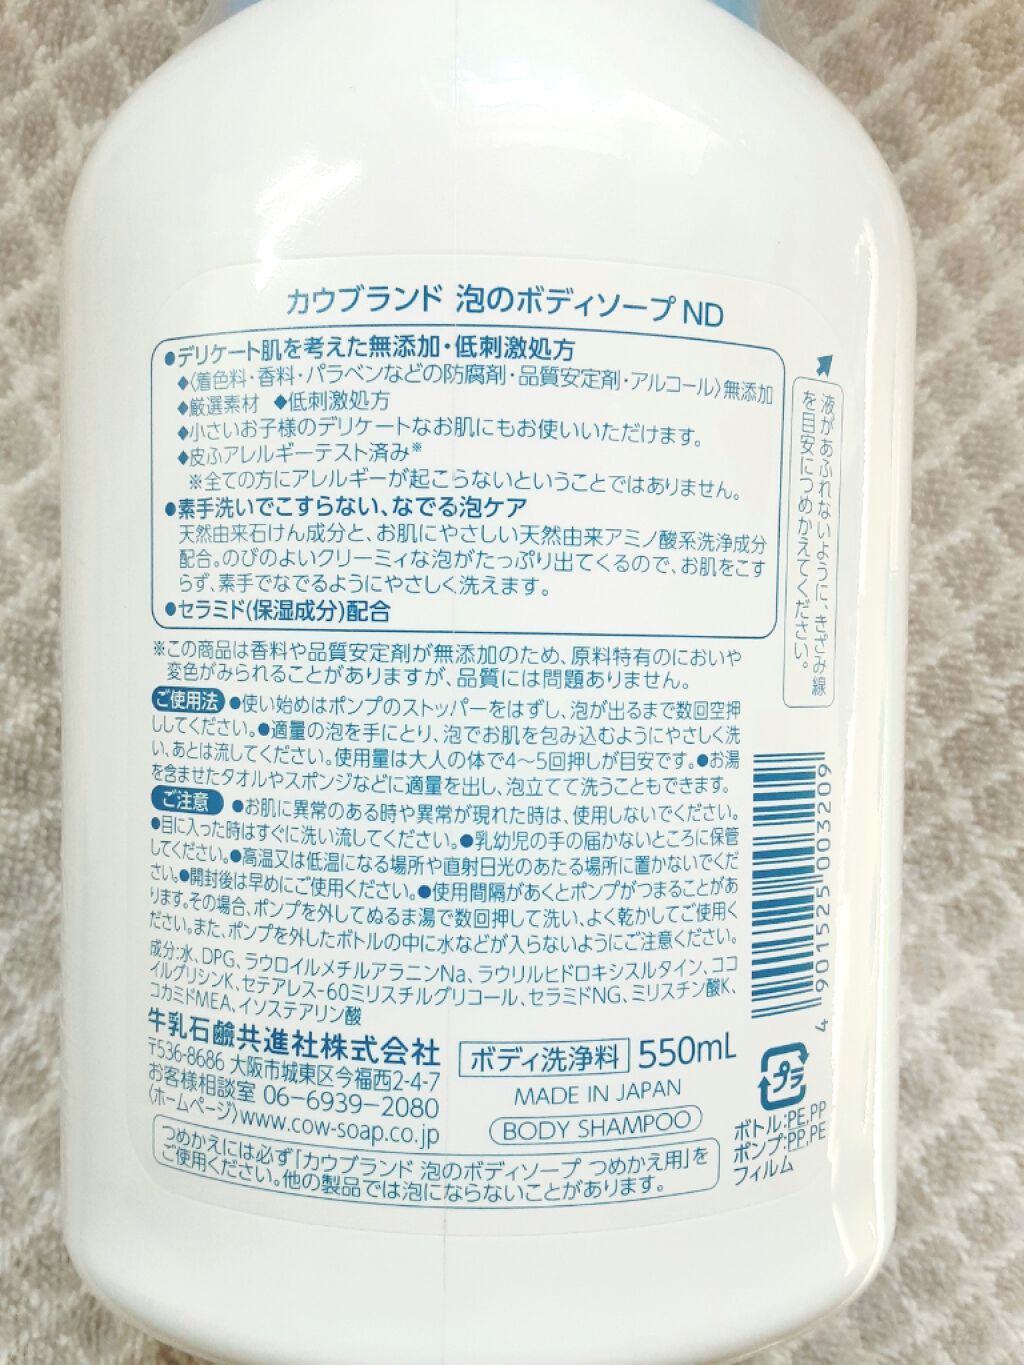 カウブランド 泡のボディソープ ND
●デリケート肌を考えた無添加・低刺激処方
◆〈着色料・香料・パラベンなどの防腐剤・品質安定剤・アルコール〉無添加
◆厳選素材 ◆低刺激処方
◆小さいお子様のデリケートなお肌にもお使いいただけます。
◆皮ふアレルギーテスト済み※
※全ての方にアレルギーが起こらないということではありません。
●素手洗いでこすらない、なでる泡ケア
天然由来石けん成分と、お肌にやさしい天然由来アミノ酸系洗浄成分
配合。のびのよいクリーミィな泡がたっぷり出てくるので、お肌をこす
らず、素手でなでるようにやさしく洗えます。
●セラミド(保湿成分)配合
※この商品は香料や品質安定剤が無添加のため、原料特有のにおいや
変色がみられることがありますが、品質には問題ありません。
ご使用法 ●使い始めはポンプのストッパーをはずし、泡が出るまで数回空押
ししてください。●適量の泡を手にとり、泡でお肌を包み込むようにやさしく洗
い、あとは流してください。使用量は大人の体で4〜5回押しが目安です。●お湯
を含ませたタオルやスポンジなどに適量を出し、泡立てて洗うこともできます。
ご注意 ●お肌に異常のある時や異常が現れた時は、使用しないでください。
●目に入った時はすぐに洗い流してください。●乳幼児の手の届かないところに保管
してください。●高温又は低温になる場所や直射日光のあたる場所に置かないでくだ
さい。●開封後は早めにご使用ください。●使用間隔があくとポンプがつまることがあ
ります。その場合、ポンプを外してぬるま湯で数回押して洗い、よく乾かしてご使用く
ださい。また、ポンプを外したボトルの中に水などが入らないようにご注意ください。
成分:水、DPG、ラウロイルメチルアラニンNa、ラウリルヒドロキシスルタイン、ココ
イルグリシンK、セテアレス-60ミリスチルグリコール、セラミドNG、ミリスチン酸K、
コカミドMEA、イソステアリン酸
牛乳石鹼共進社株式会社
〒536-8686 大阪市城東区今福西2-4-7
お客様相談室 06-6939-2080
〈ホームページ〉www.cow-soap.co.jp
ボディ洗浄料 550mL
MADE IN JAPAN
BODY SHAMPOO
つめかえには必ず「カウブランド 泡のボディソープ つめかえ用」を
ご使用ください。他の製品では泡にならないことがあります。
液があふれないように、きざみ線
を目安につめかえてください。
4 901525 003209
プラ
ボトル:PE,PP
ポンプ:PP,PE
フィルム